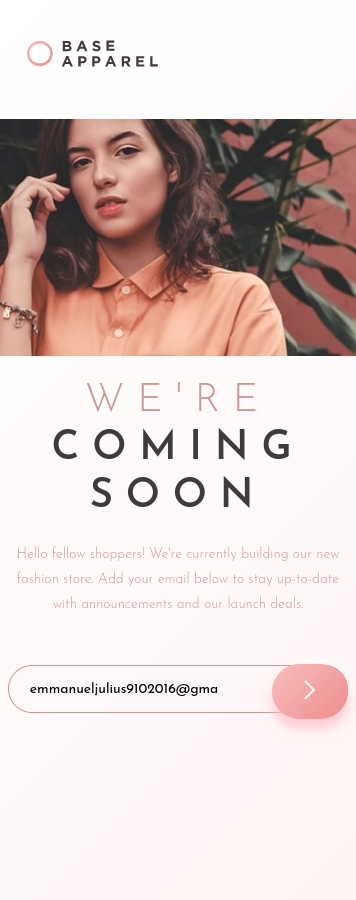 BASE
APPAREL
WE'RE
COMING
SOON
Hello fellow shoppers! We're currently building our new
fashion store. Add your email below to stay up-to-date
with announcements and our launch deals.
emmanueljulius9102016@gma